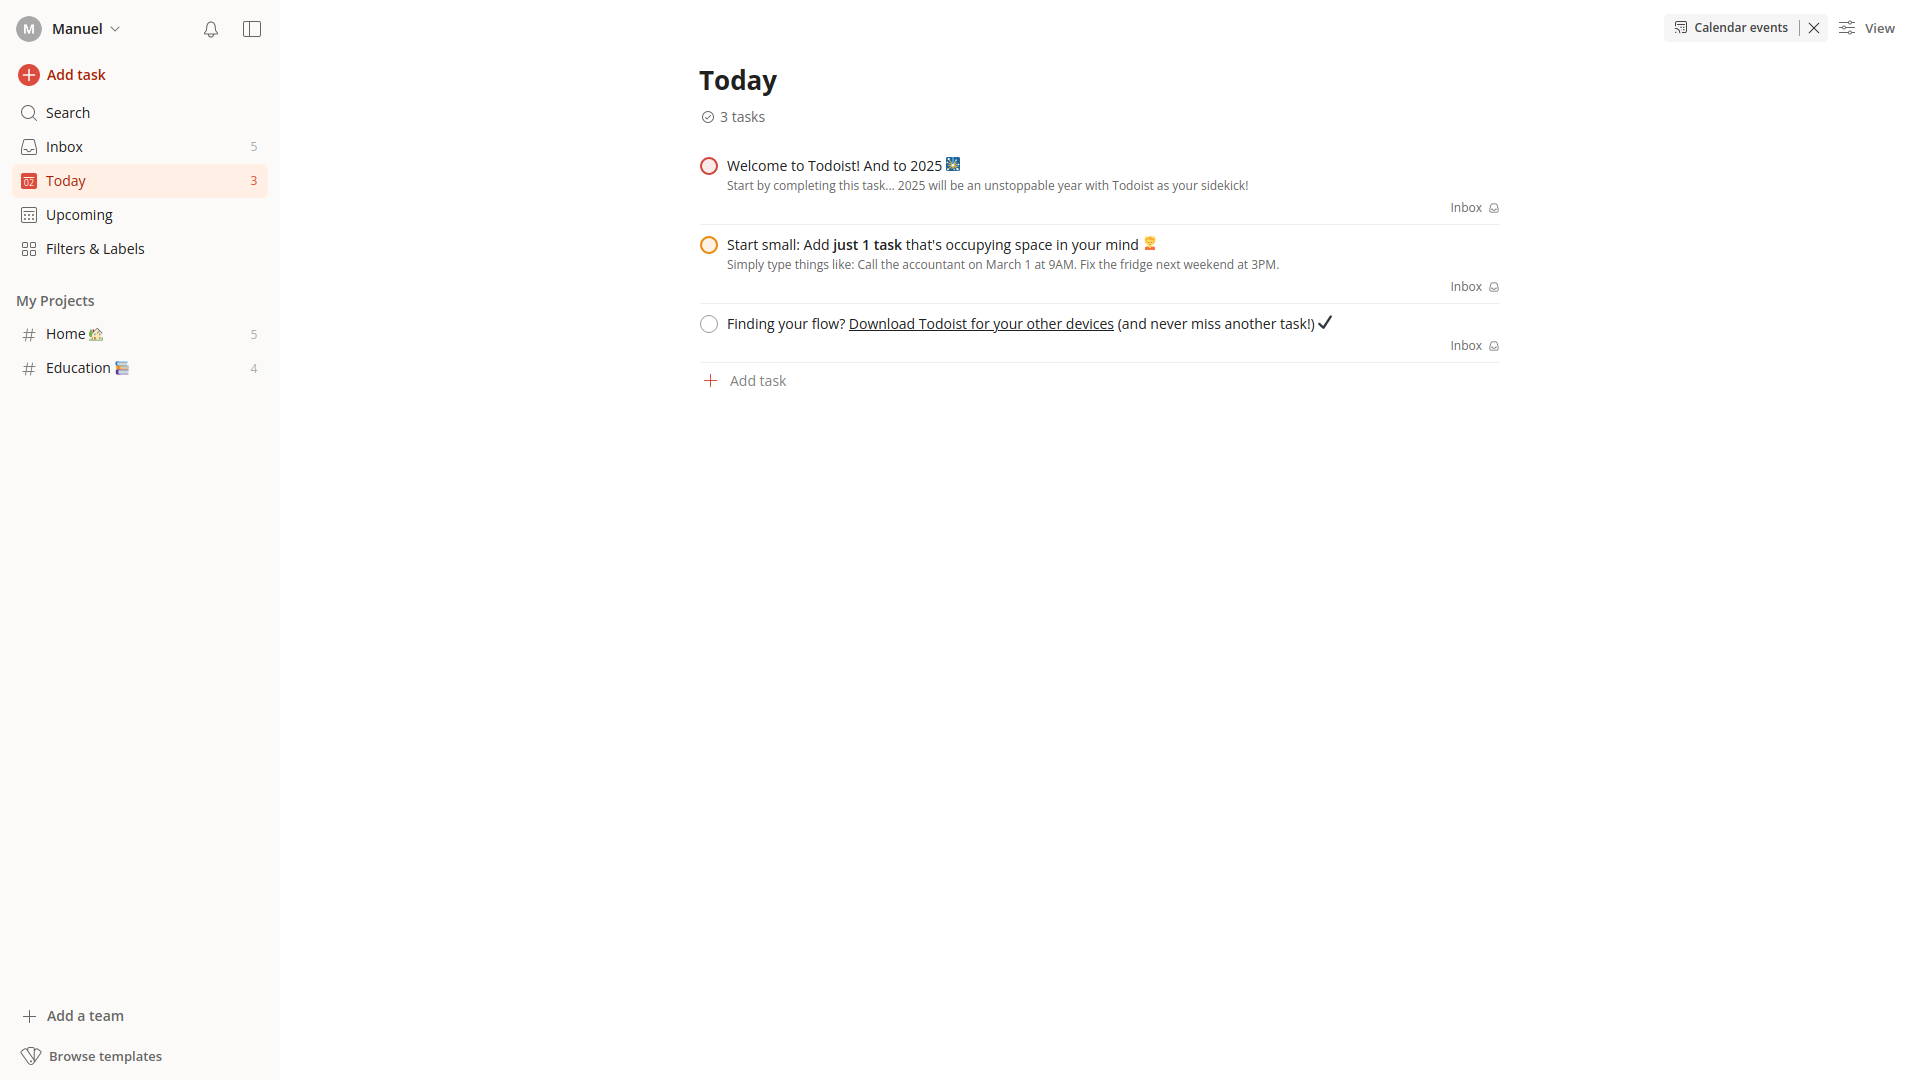 M Manuel
Add task
Search
Inbox 5
02 Today 3
Upcoming
Filters & Labels
My Projects
# Home 5
# Education 4
Add a team
Browse templates
Calendar events
View
Today
3 tasks
Welcome to Todoist! And to 2025
Start by completing this task... 2025 will be an unstoppable year with Todoist as your sidekick!
Inbox
Start small: Add just 1 task that's occupying space in your mind
Simply type things like: Call the accountant on March 1 at 9AM. Fix the fridge next weekend at 3PM.
Inbox
Finding your flow? Download Todoist for your other devices (and never miss another task!) ✔
Inbox
Add task